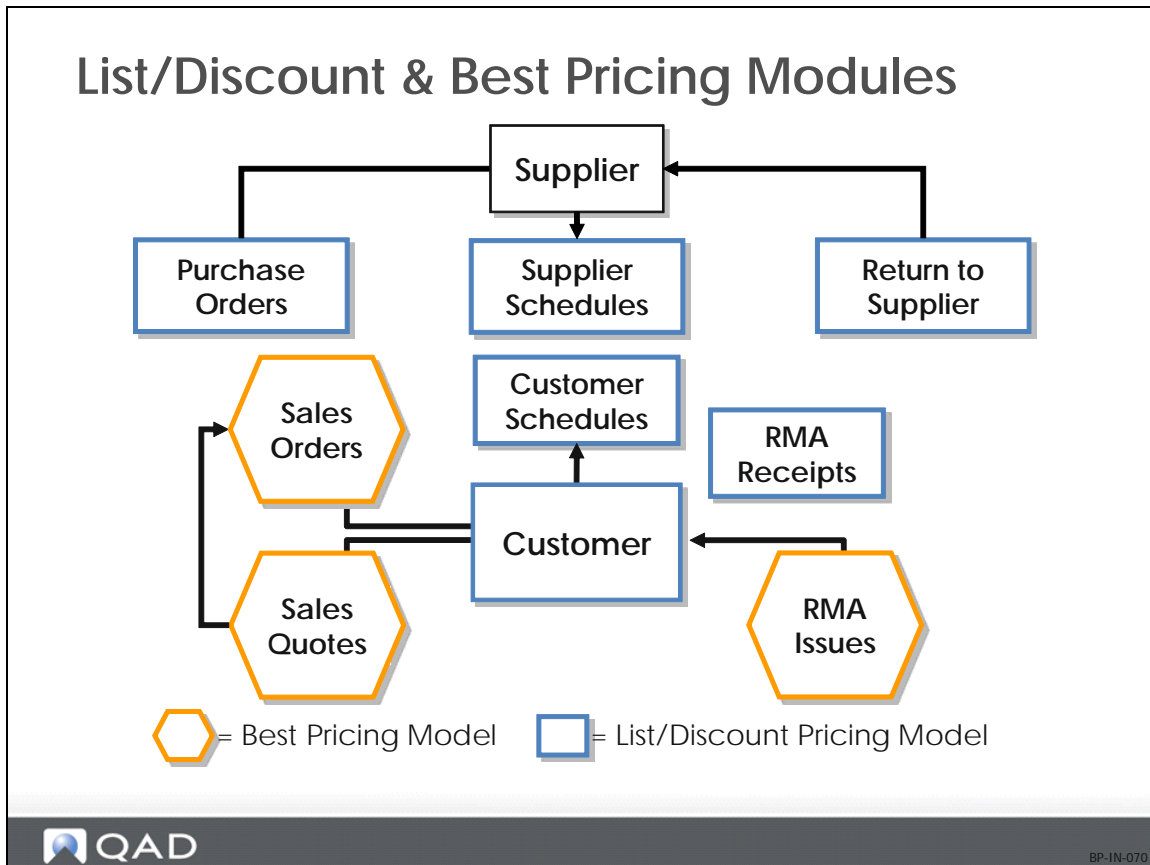 List/Discount & Best Pricing Modules
Supplier
Purchase
Orders
Supplier
Schedules
Return to
Supplier
Sales
Orders
Customer
Schedules
RMA
Receipts
Customer
Sales
Quotes
RMA
Issues
= Best Pricing Model
= List/Discount Pricing Model
QAD
BP-IN-070